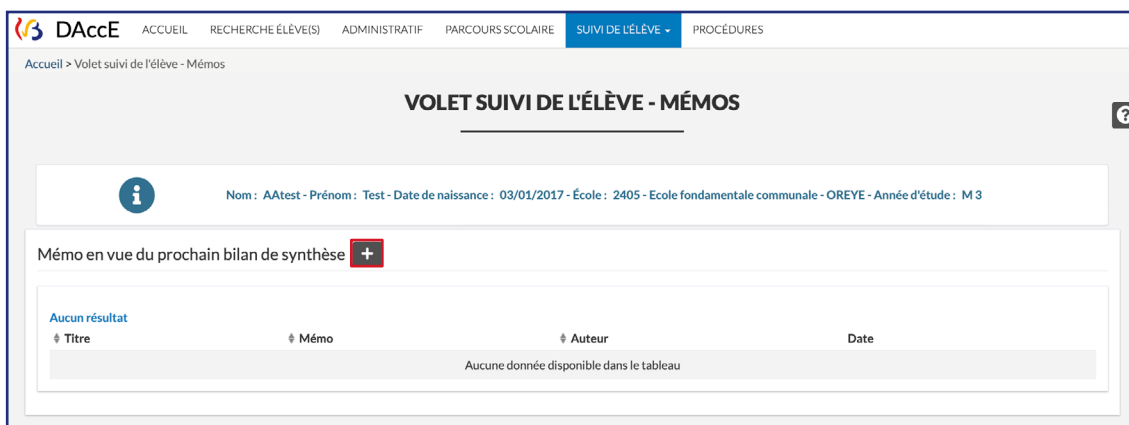 DAccE ACCUEIL RECHERCHE ÉLÈVE(S) ADMINISTRATIF PARCOURS SCOLAIRE SUIVI DE L'ÉLÈVE PROCÉDURES
Accueil > Volet suivi de l'élève - Mémos
VOLET SUIVI DE L'ÉLÈVE - MÉMOS
?
i
Nom : AAtest - Prénom : Test - Date de naissance : 03/01/2017 - École : 2405 - Ecole fondamentale communale - OREYE - Année d'étude : M 3
Mémo en vue du prochain bilan de synthèse +
Aucun résultat
Titre Mémo Auteur Date
Aucune donnée disponible dans le tableau